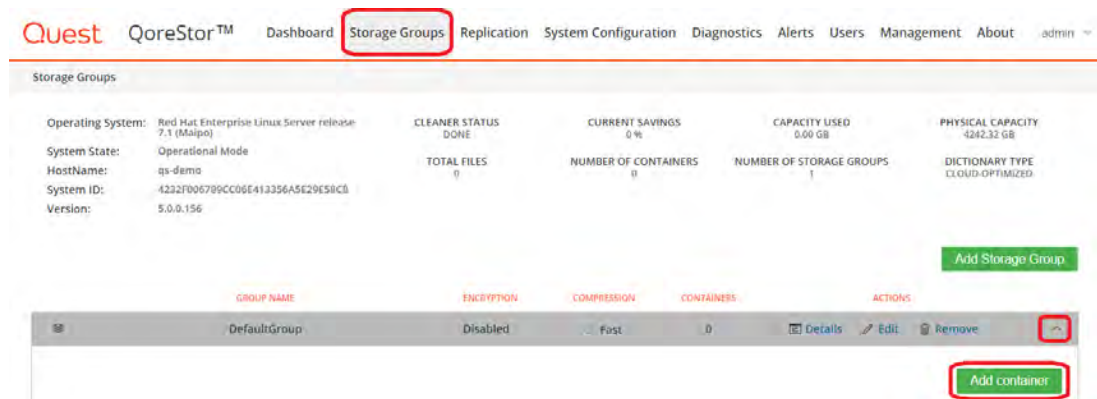 Quest QoreStor™ Dashboard Storage Groups Replication System Configuration Diagnostics Alerts Users Management About admin
Storage Groups
Operating System: Red Hat Enterprise Linux Server release 7.1 (Maipo)
System State: Operational Mode
HostName: qs-demo
System ID:
Version: 5.0.0.156
CLEANER STATUS
DONE
TOTAL FILES
0
CURRENT SAVINGS
0 %
NUMBER OF CONTAINERS
0
CAPACITY USED
0.00 GB
NUMBER OF STORAGE GROUPS
1
PHYSICAL CAPACITY
4242.32 GB
DICTIONARY TYPE
CLOUD-OPTIMIZED
Add Storage Group
GROUP NAME ENCRYPTION COMPRESSION CONTAINERS ACTIONS
DefaultGroup Disabled Fast 0 Details Edit Remove
Add container